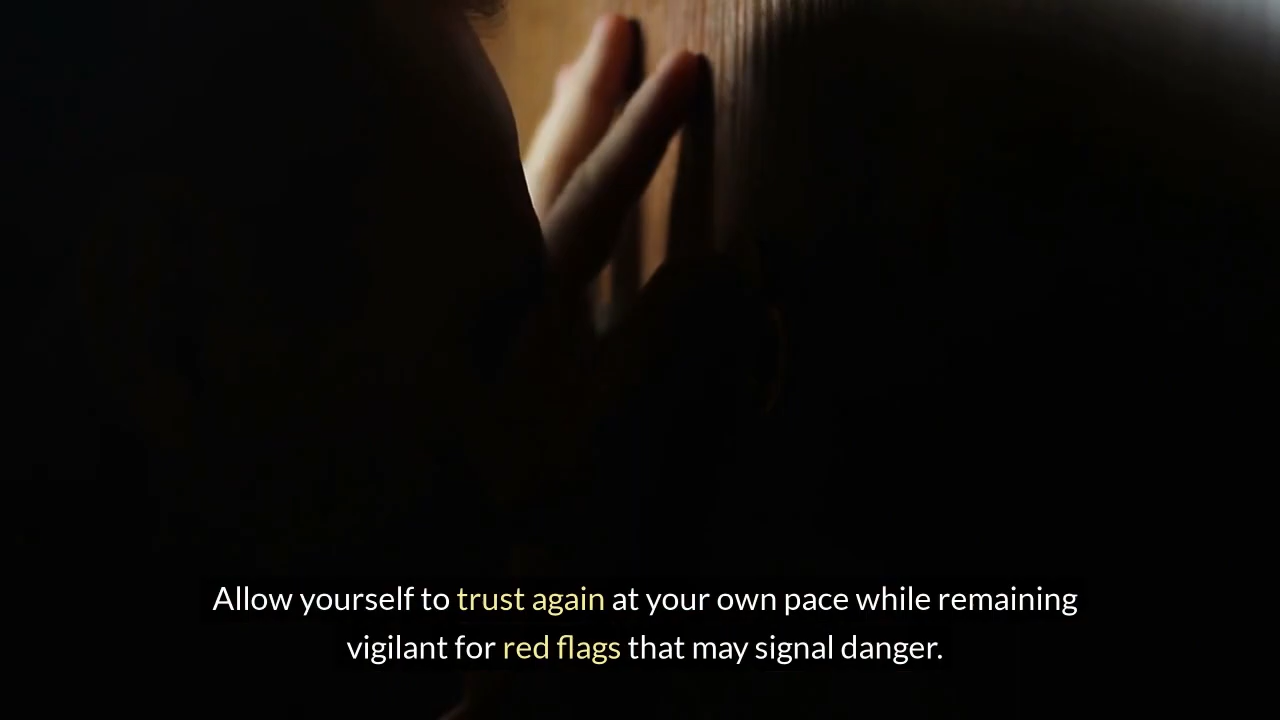 Allow yourself to trust again at your own pace while remaining
vigilant for red flags that may signal danger.